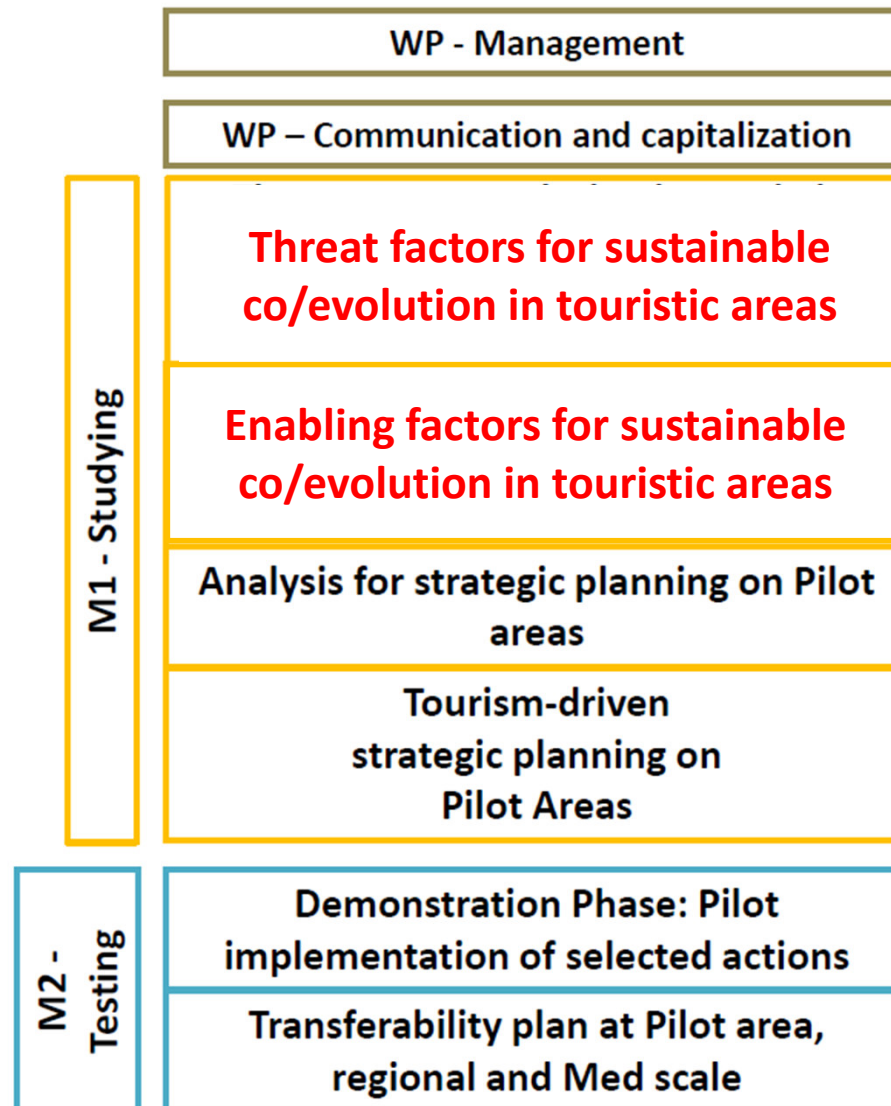 WP - Management
WP – Communication and capitalization
M1 - Studying
Threat factors for sustainable
co/evolution in touristic areas
Enabling factors for sustainable
co/evolution in touristic areas
Analysis for strategic planning on Pilot
areas
Tourism-driven
strategic planning on
Pilot Areas
M2 -
Testing
Demonstration Phase: Pilot
implementation of selected actions
Transferability plan at Pilot area,
regional and Med scale